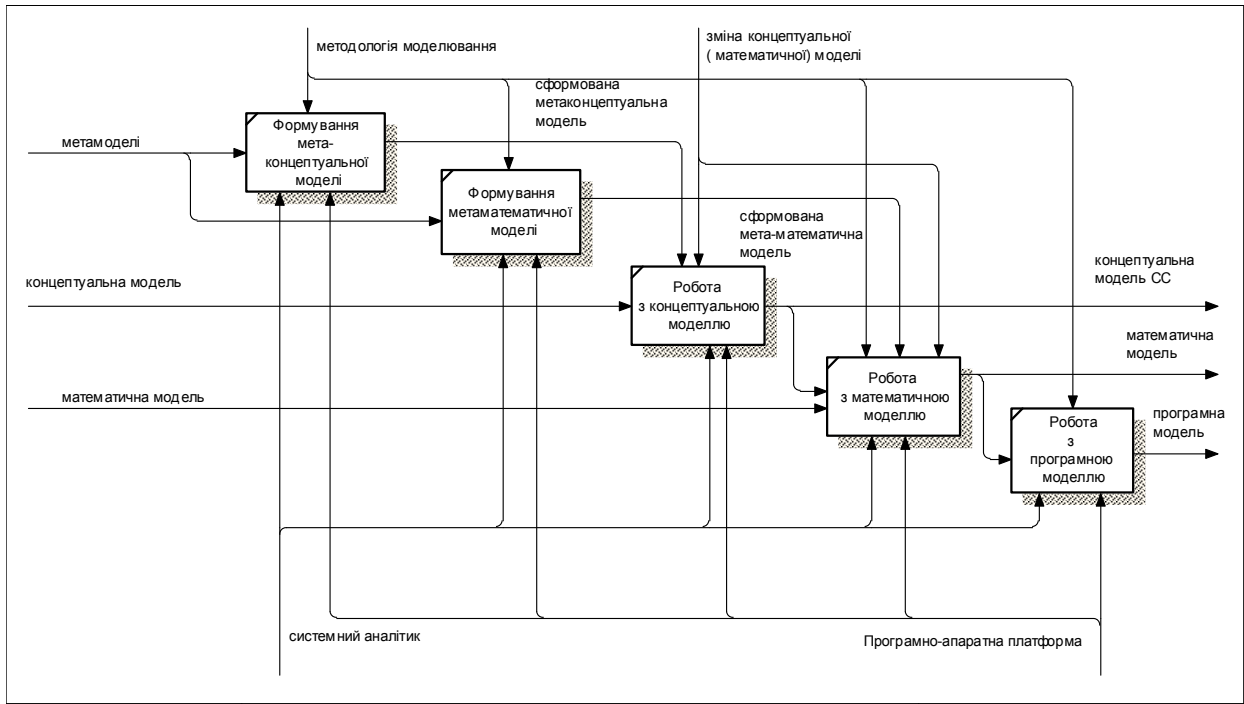 методологія моделювання
зміна концептуальної
( математичної) моделі
сформована
метаконцептуальна
модель
Формування
мета-
концептуальної
моделі
метамоделі
Формування
метаматематичної
моделі
сформована
мета-математична
модель
концептуальна
модель СС
концептуальна модель
Робота
з концептуальною
моделлю
математична
модель
Робота
з математичною
моделлю
математична модель
програмна
модель
Робота
з
програмною
моделлю
системний аналітик
Програмно-апаратна платформа